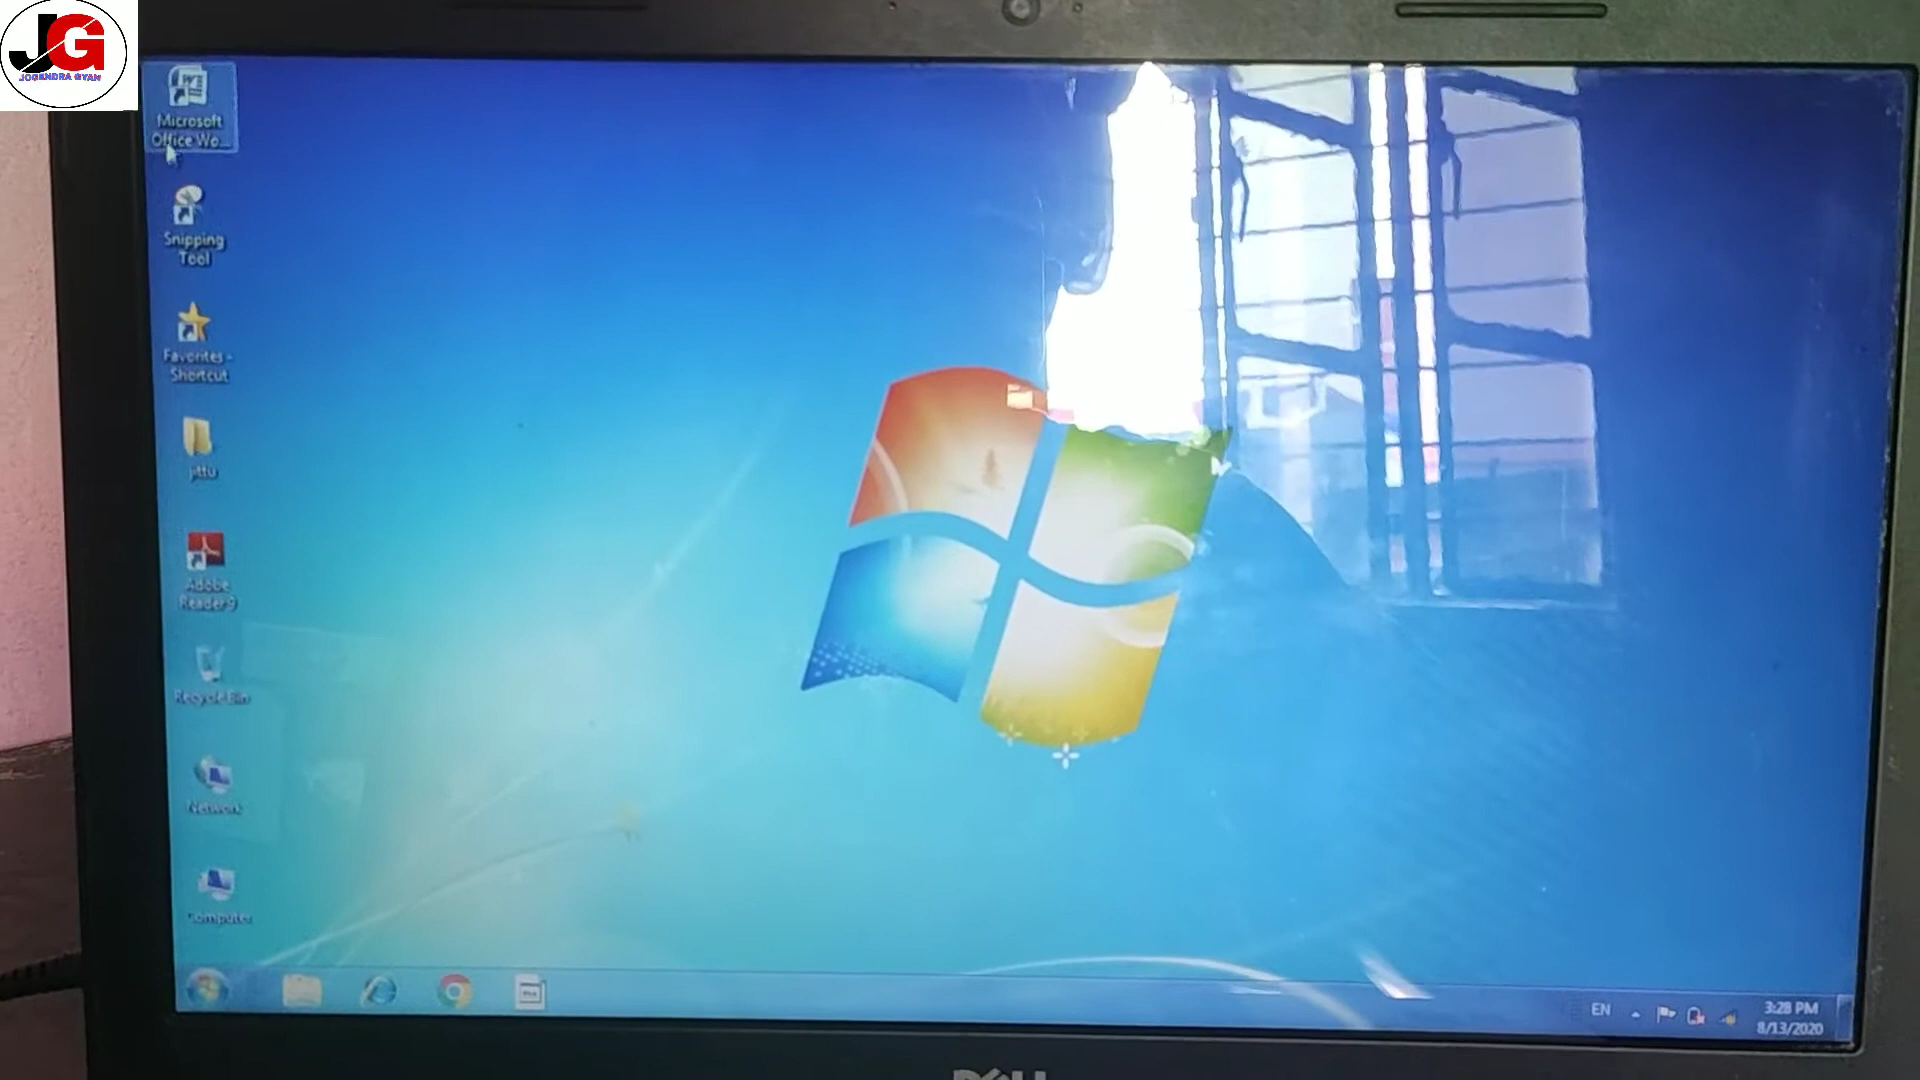 JG
JOGENDRA GYAN
Microsoft
Office Wo...
Snipping
Tool
Favorites -
Shortcut
jittu
Adobe
Reader 9
Recycle Bin
Network
Computer
EN
3:28 PM
8/13/2020
DELL